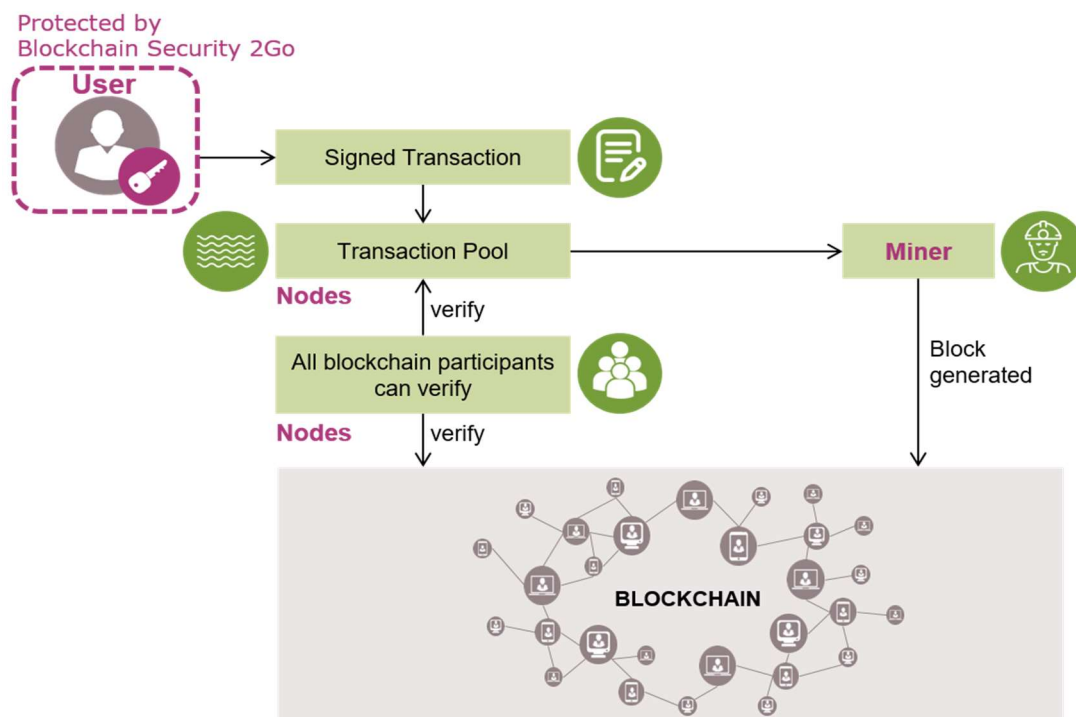 Protected by
Blockchain Security 2Go
User
Signed Transaction
Transaction Pool
Miner
Nodes
verify
All blockchain participants
can verify
Block
generated
Nodes
verify
BLOCKCHAIN